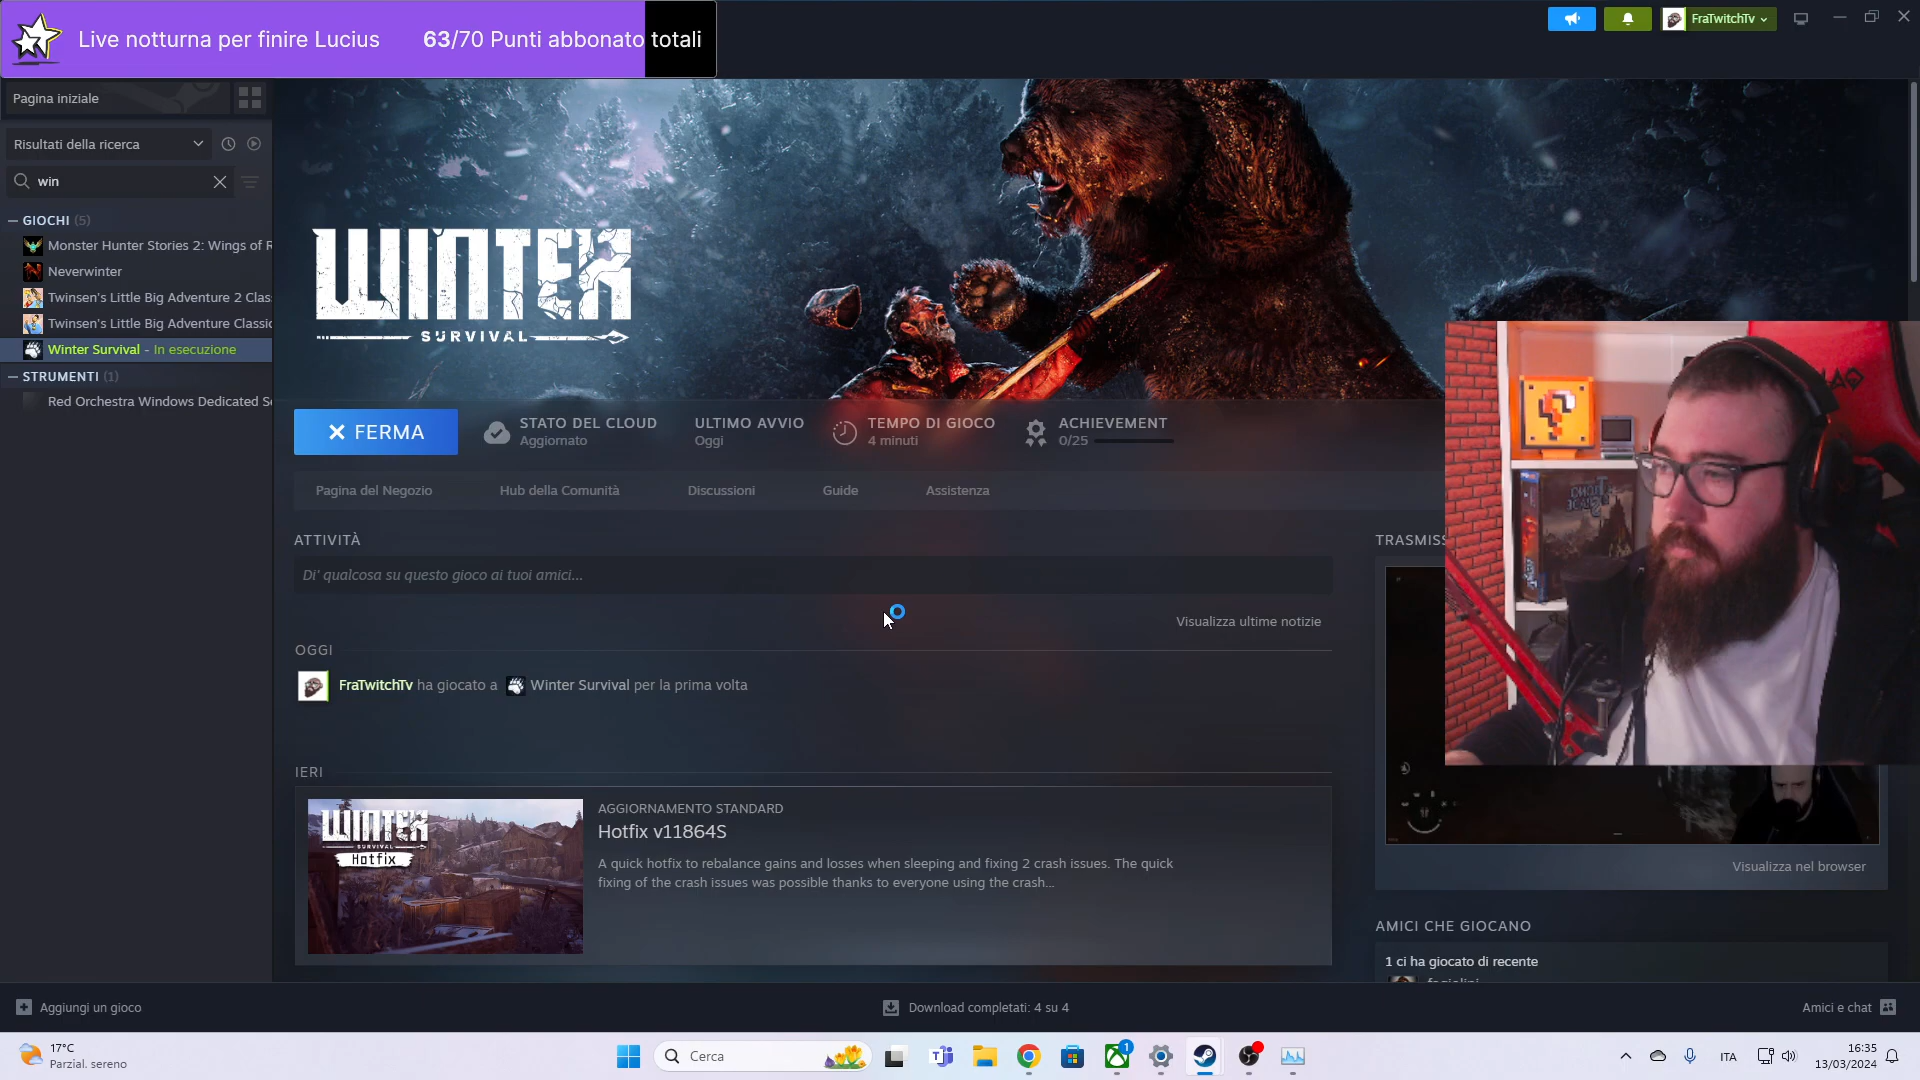 Live notturna per finire Lucius
63/70 Punti abbonato totali
FraTwitchTv
Pagina iniziale
Risultati della ricerca
win
GIOCHI (5)
Monster Hunter Stories 2: Wings of R
Neverwinter
Twinsen's Little Big Adventure 2 Clas
Twinsen's Little Big Adventure Classic
Winter Survival - In esecuzione
STRUMENTI (1)
Red Orchestra Windows Dedicated Se
WINTER
SURVIVAL
FERMA
STATO DEL CLOUD
Aggiornato
ULTIMO AVVIO
Oggi
TEMPO DI GIOCO
4 minuti
ACHIEVEMENT
0/25
Pagina del Negozio
Hub della Comunità
Discussioni
Guide
Assistenza
ATTIVITÀ
Di' qualcosa su questo gioco ai tuoi amici...
Visualizza ultime notizie
OGGI
FraTwitchTv ha giocato a Winter Survival per la prima volta
IERI
WINTER
SURVIVAL
Hotfix
AGGIORNAMENTO STANDARD
Hotfix v11864S
A quick hotfix to rebalance gains and losses when sleeping and fixing 2 crash issues. The quick
fixing of the crash issues was possible thanks to everyone using the crash...
TRASMISS
Visualizza nel browser
AMICI CHE GIOCANO
1 ci ha giocato di recente
Aggiungi un gioco
Download completati: 4 su 4
Amici e chat
17°C
Parzial. sereno
Cerca
1
ITA
16:35
13/03/2024